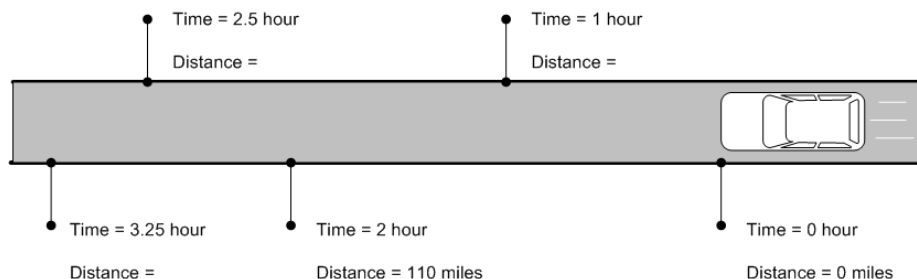 Time = 2.5 hour
Distance =
Time = 1 hour
Distance =
Time = 3.25 hour
Distance =
Time = 2 hour
Distance = 110 miles
Time = 0 hour
Distance = 0 miles